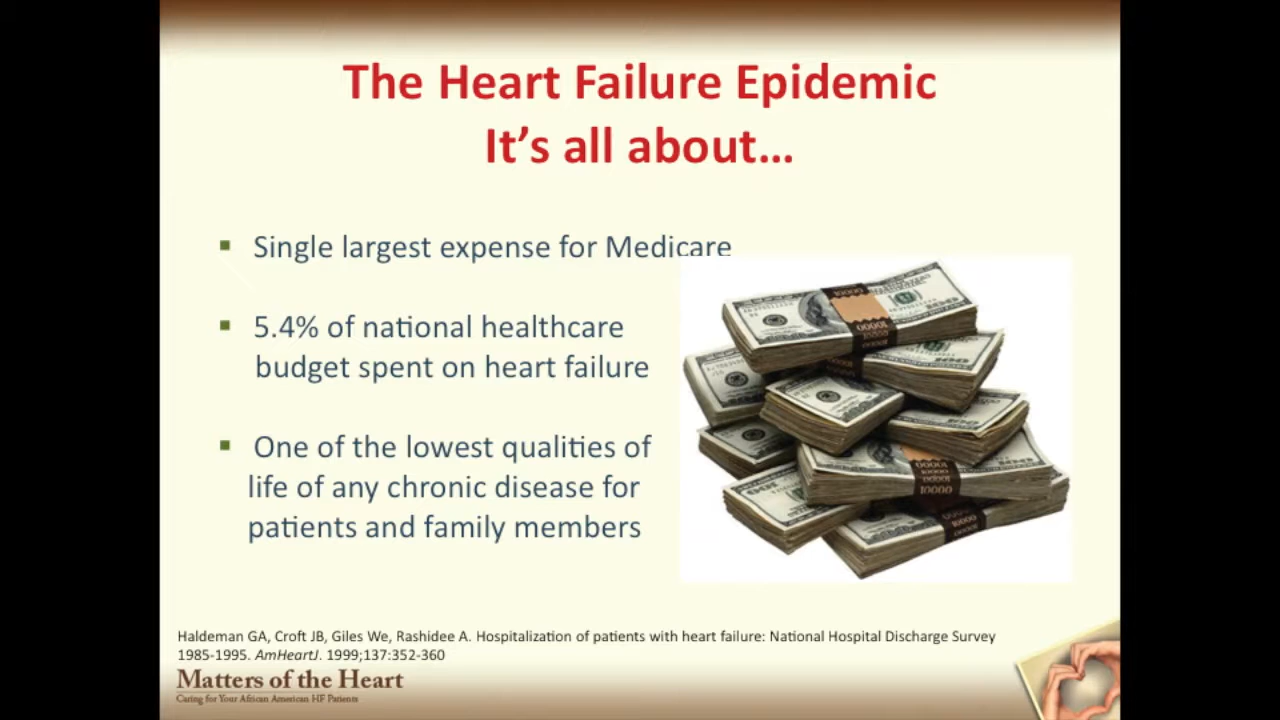 The Heart Failure Epidemic
It’s all about…
Single largest expense for Medicare
5.4% of national healthcare
budget spent on heart failure
One of the lowest qualities of
life of any chronic disease for
patients and family members
Haldeman GA, Croft JB, Giles We, Rashidee A. Hospitalization of patients with heart failure: National Hospital Discharge Survey
1985-1995. AmHeartJ. 1999;137:352-360
Matters of the Heart
Caring for Your African American HF Patients